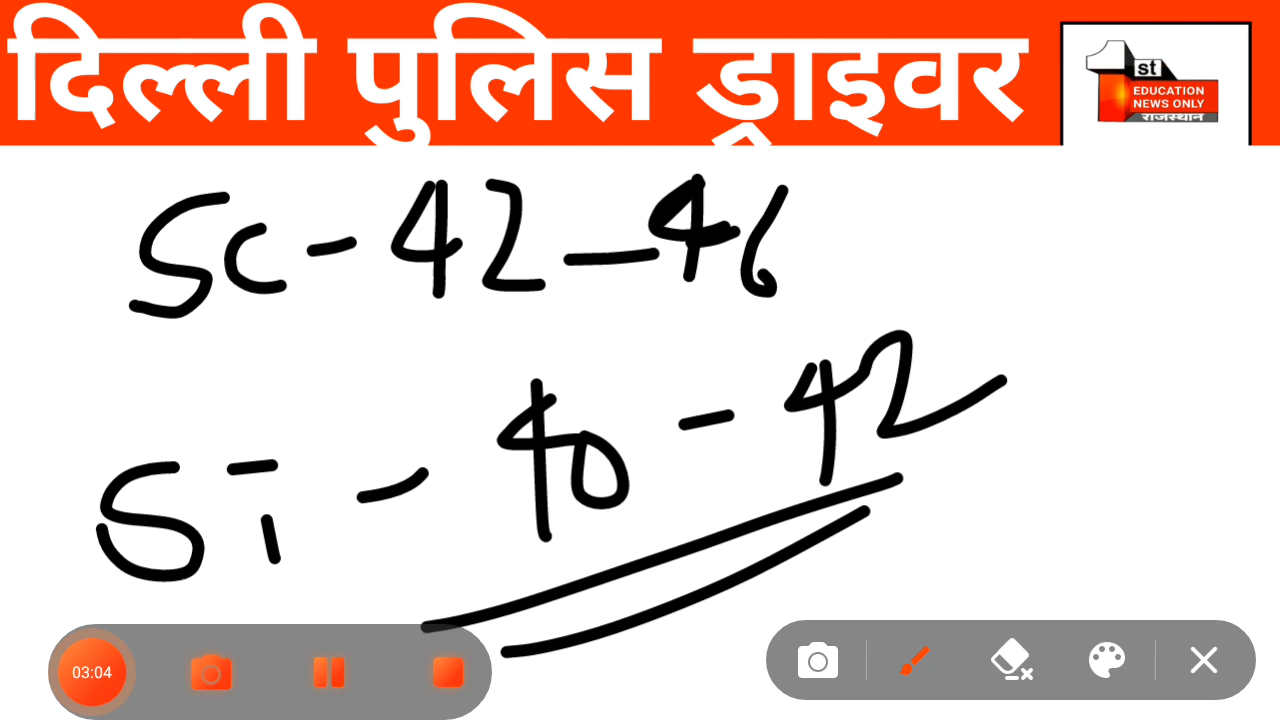 दिल्ली पुलिस ड्राइवर
1st
EDUCATION
NEWS ONLY
राजस्थान
SC - 42 - 46
ST - 40 - 42
03:04